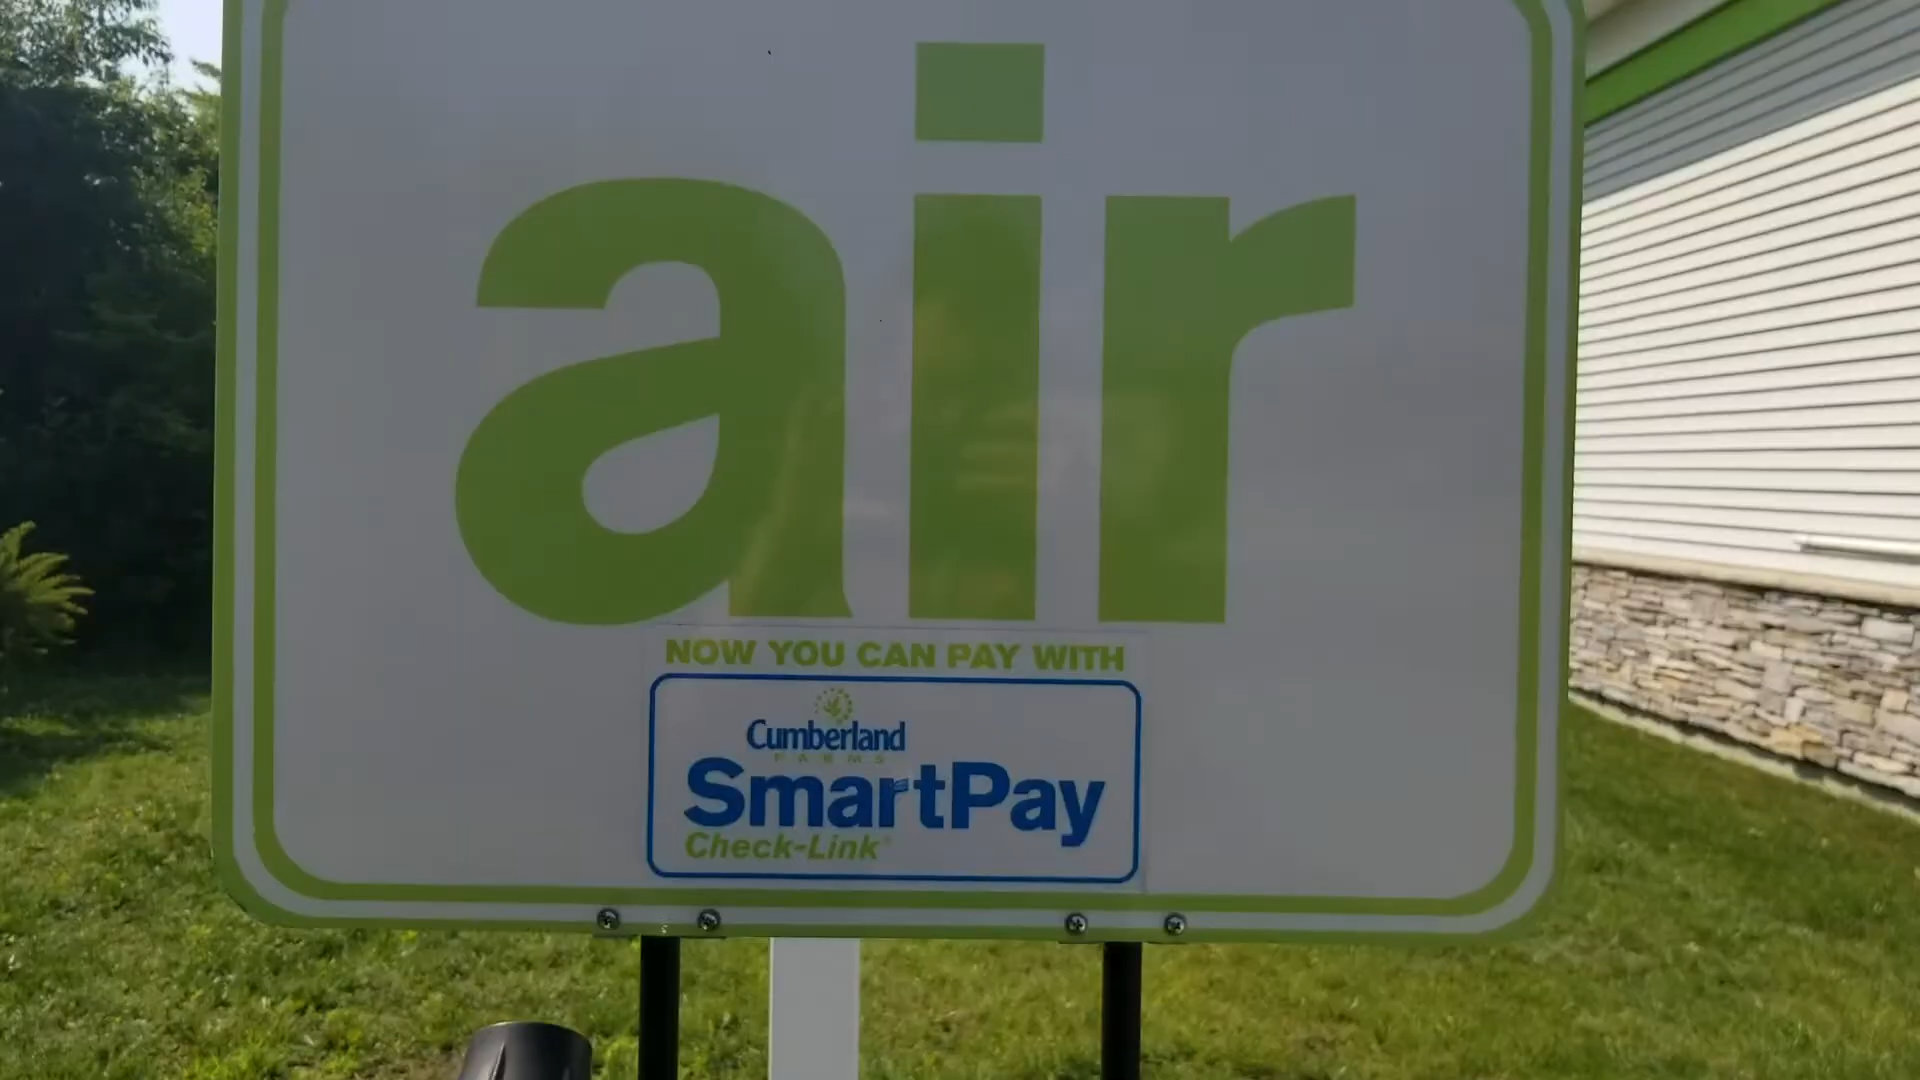 air
NOW YOU CAN PAY WITH
Cumberland
FARMS
SmartPay
Check-Link®